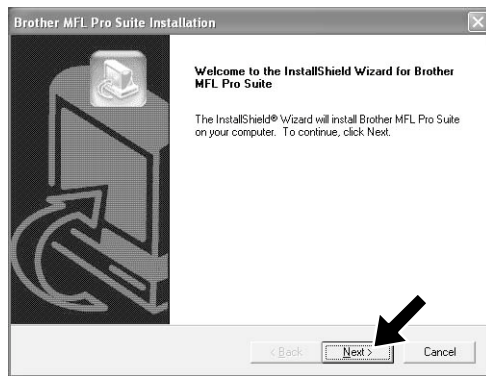 Brother MFL Pro Suite Installation
Welcome to the InstallShield Wizard for Brother
MFL Pro Suite
The InstallShield® Wizard will install Brother MFL Pro Suite
on your computer. To continue, click Next.
< Back
Next >
Cancel